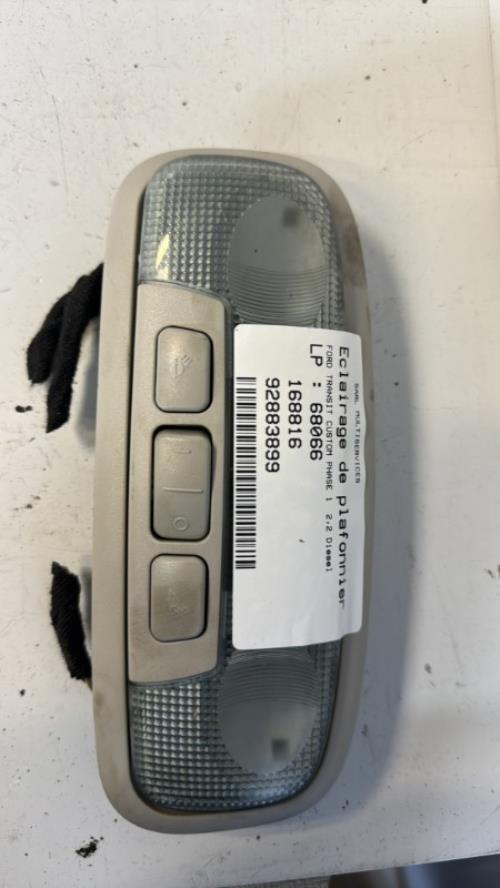 SARL MULTISERVICES
Eclairage de plafonnier
FORD TRANSIT CUSTOM PHASE 1 2.2 Diesel
LP : 68066
168816
92883899